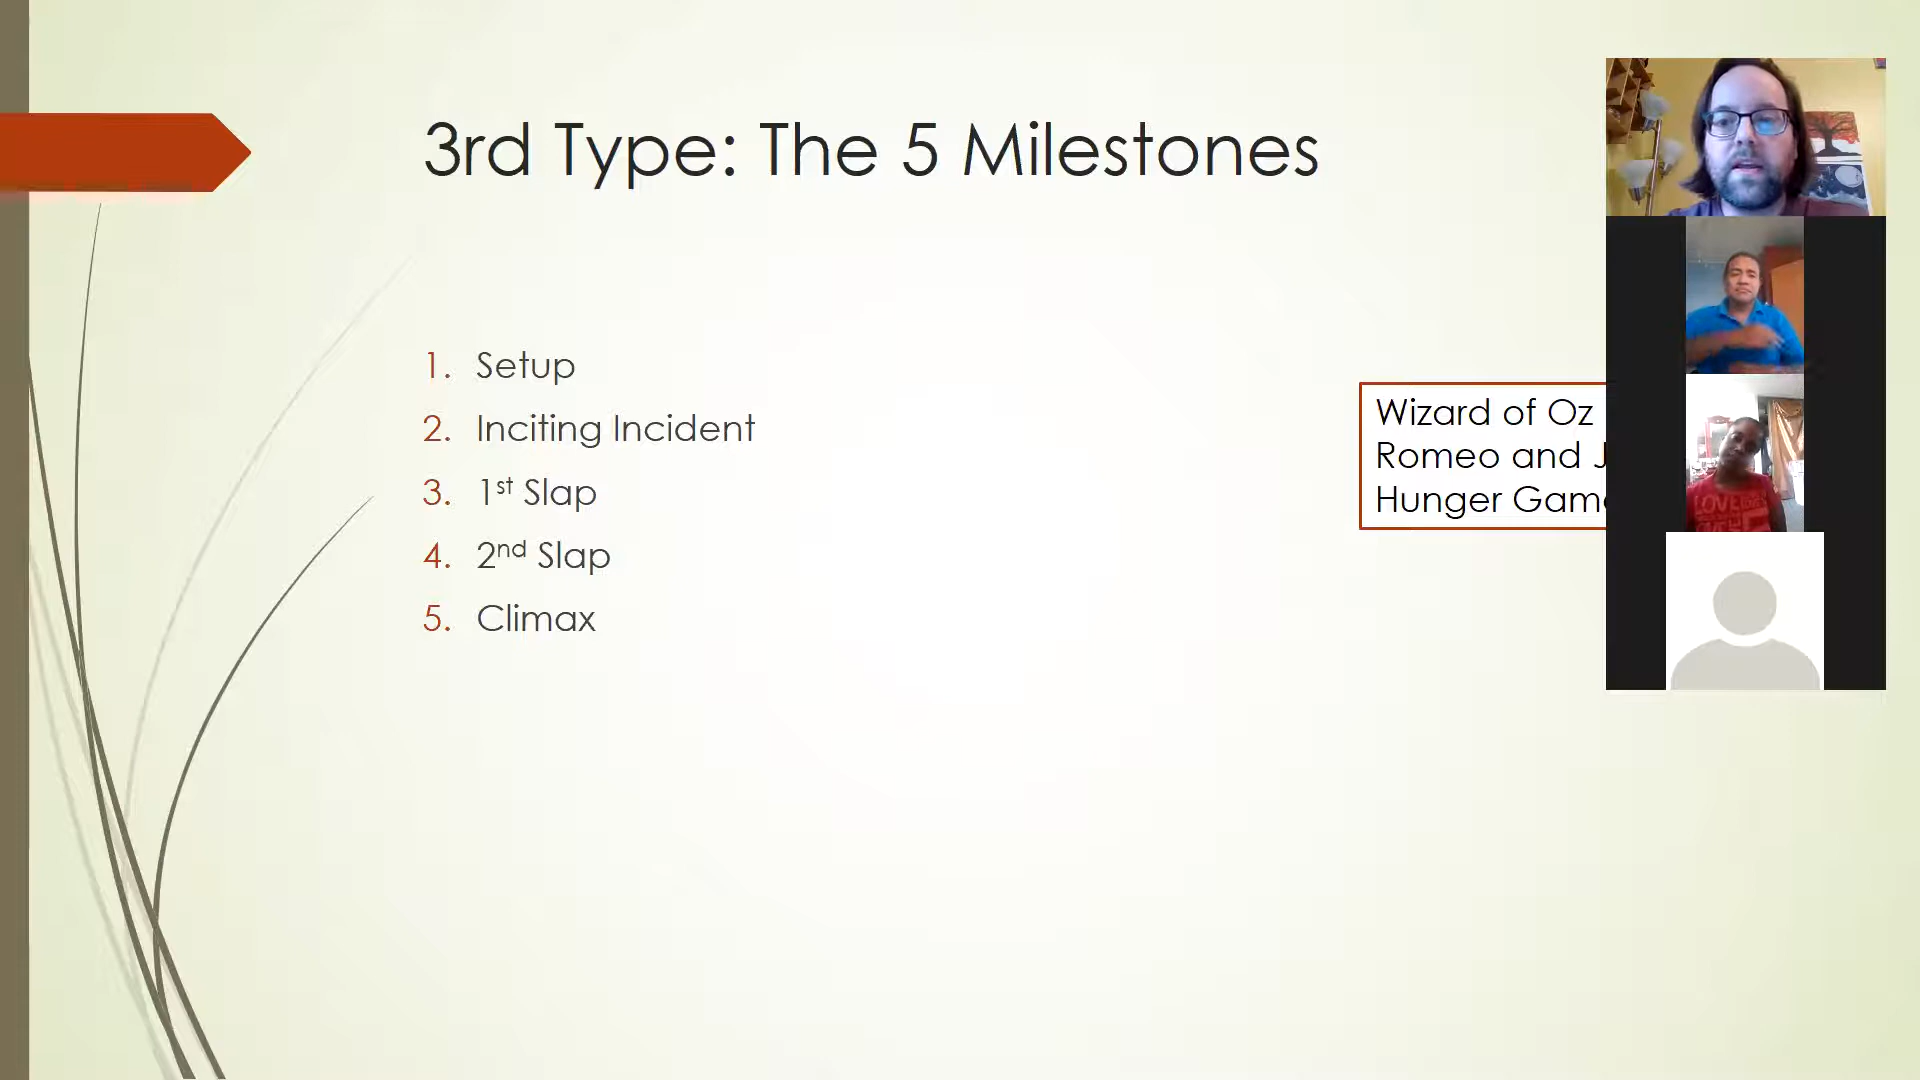 3rd Type: The 5 Milestones
1. Setup
2. Inciting Incident
3. 1st Slap
4. 2nd Slap
5. Climax
Wizard of Oz
Romeo and
Hunger
LOVE